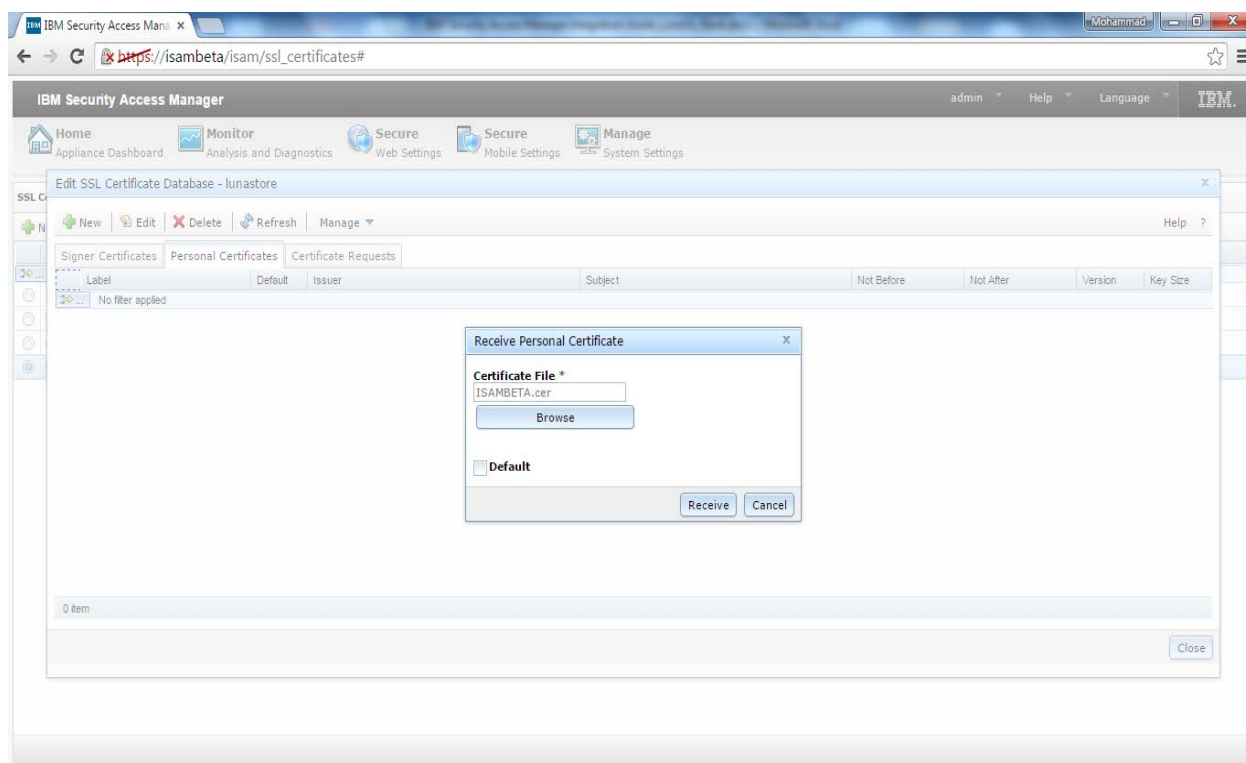 IBM Security Access Mana
Mohammad
https://isambeta/isam/ssl_certificates#
IBM Security Access Manager
admin Help Language IBM.
Home Monitor Secure Secure Manage
Appliance Dashboard Analysis and Diagnostics Web Settings Mobile Settings System Settings
Edit SSL Certificate Database - lunastore x
SSL C
N New Edit Delete Refresh Manage Help ?
Signer Certificates Personal Certificates Certificate Requests
Label Default Issuer Subject Not Before Not After Version Key Size
No filter applied
Receive Personal Certificate x
Certificate File *
ISAMBETA.cer
Browse
Default
Receive Cancel
0 item
Close